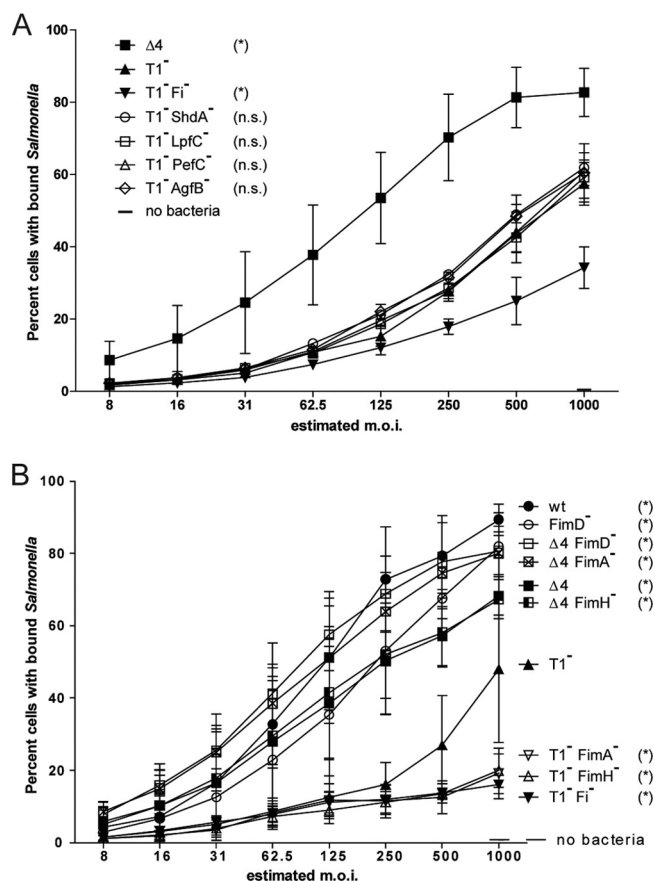 A
Percent cells with bound Salmonella
100
80
60
40
20
0
Δ4 (*)
T1⁻
T1⁻Fi⁻ (*)
T1⁻ShdA⁻ (n.s.)
T1⁻LpfC⁻ (n.s.)
T1⁻PefC⁻ (n.s.)
T1⁻AgfB⁻ (n.s.)
no bacteria
8 16 31 62.5 125 250 500 1000
estimated m.o.i.
B
Percent cells with bound Salmonella
100
80
60
40
20
0
wt (*)
FimD⁻ (*)
Δ4 FimD⁻ (*)
Δ4 FimA⁻ (*)
Δ4 (*)
Δ4 FimH⁻ (*)
T1⁻
T1⁻ FimA⁻ (*)
T1⁻ FimH⁻ (*)
T1⁻ Fi⁻ (*)
no bacteria
8 16 31 62.5 125 250 500 1000
estimated m.o.i.